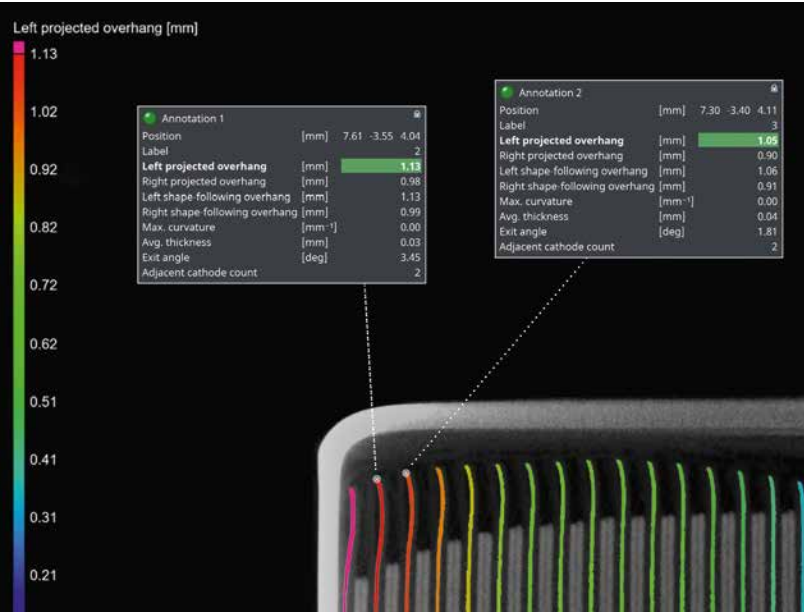 Left projected overhang [mm]
1.13
1.02
0.92
0.82
0.72
0.62
0.51
0.41
0.31
0.21
Annotation 1
Position [mm] 7.61 -3.55 4.04
Label 2
Left projected overhang [mm] 1.13
Right projected overhang [mm] 0.98
Left shape-following overhang [mm] 1.13
Right shape-following overhang [mm] 0.99
Max. curvature [mm⁻¹] 0.00
Avg. thickness [mm] 0.03
Exit angle [deg] 3.45
Adjacent cathode count 2
Annotation 2
Position [mm] 7.30 -3.40 4.11
Label 3
Left projected overhang [mm] 1.05
Right projected overhang [mm] 0.90
Left shape-following overhang [mm] 1.06
Right shape-following overhang [mm] 0.91
Max. curvature [mm⁻¹] 0.00
Avg. thickness [mm] 0.04
Exit angle [deg] 1.81
Adjacent cathode count 2